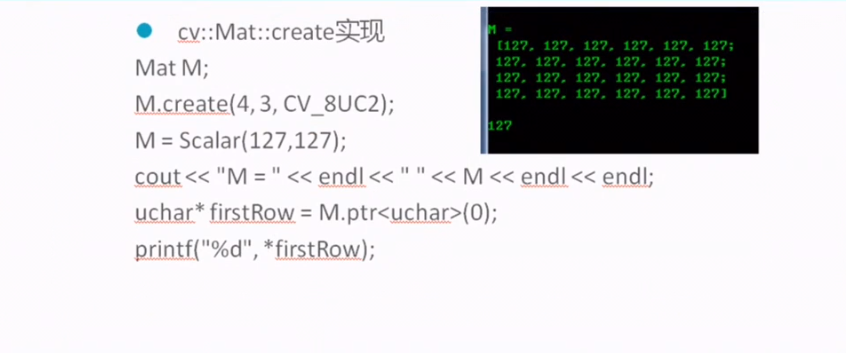 cv::Mat::create实现
Mat M;
M.create(4, 3, CV_8UC2);
M = Scalar(127,127);
cout << "M = " << endl << " " << M << endl << endl;
uchar* firstRow = M.ptr<uchar>(0);
printf("%d", *firstRow);
M =
[127, 127, 127, 127, 127, 127;
127, 127, 127, 127, 127, 127;
127, 127, 127, 127, 127, 127;
127, 127, 127, 127, 127, 127]
127